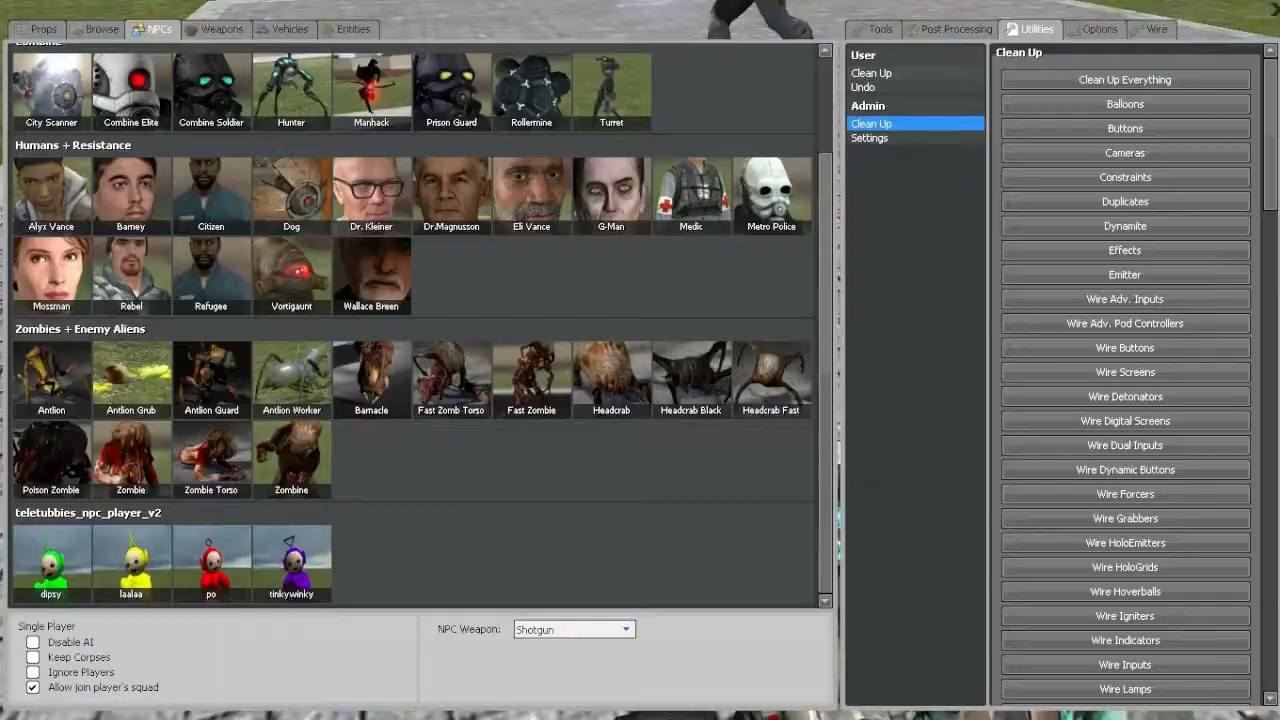 Props Browse NPCs Weapons Vehicles Entities
Tools Post Processing Utilities Options Wire
Combine
City Scanner Combine Elite Combine Soldier Hunter Manhack Prison Guard Rollermine Turret
Humans + Resistance
Alyx Vance Barney Citizen Dog Dr. Kleiner Dr.Magnusson Eli Vance G-Man Medic Metro Police
Mossman Rebel Refugee Vortigaunt Wallace Breen
Zombies + Enemy Aliens
Antlion Antlion Grub Antlion Guard Antlion Worker Barnacle Fast Zomb Torso Fast Zombie Headcrab Headcrab Black Headcrab Fast
Poison Zombie Zombie Zombie Torso Zombine
teletubbies_npc_player_v2
dipsy laalaa po tinkywinky
Single Player
Disable AI
Keep Corpses
Ignore Players
Allow join player's squad
NPC Weapon: Shotgun
User
Clean Up
Undo
Admin
Clean Up
Settings
Clean Up
Clean Up Everything
Balloons
Buttons
Cameras
Constraints
Duplicates
Dynamite
Effects
Emitter
Wire Adv. Inputs
Wire Adv. Pod Controllers
Wire Buttons
Wire Screens
Wire Detonators
Wire Digital Screens
Wire Dual Inputs
Wire Dynamic Buttons
Wire Forcers
Wire Grabbers
Wire HoloEmitters
Wire HoloGrids
Wire Hoverballs
Wire Igniters
Wire Indicators
Wire Inputs
Wire Lamps